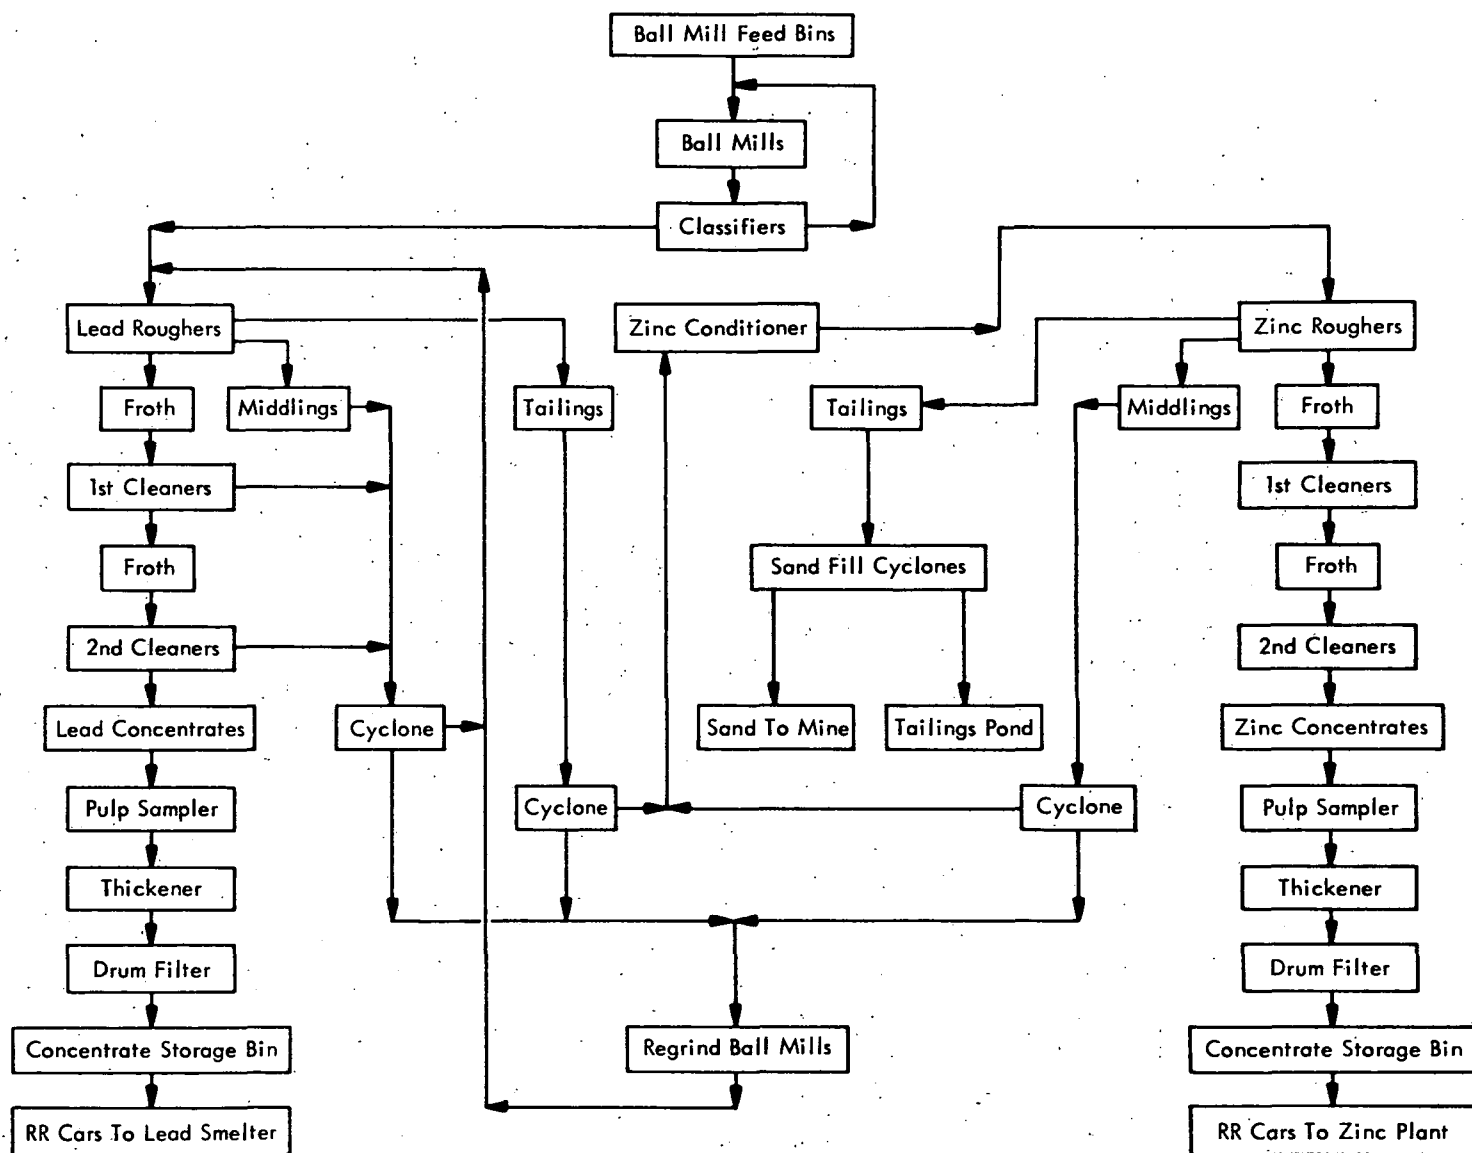 Ball Mill Feed Bins
Ball Mills
Classifiers
Lead Roughers
Zinc Conditioner
Zinc Roughers
Froth
Middlings
Tailings
Tailings
Middlings
Froth
1st Cleaners
1st Cleaners
Froth
Sand Fill Cyclones
Froth
2nd Cleaners
2nd Cleaners
Lead Concentrates
Cyclone
Sand To Mine
Tailings Pond
Zinc Concentrates
Pulp Sampler
Cyclone
Cyclone
Pulp Sampler
Thickener
Thickener
Drum Filter
Drum Filter
Concentrate Storage Bin
Regrind Ball Mills
Concentrate Storage Bin
RR Cars To Lead Smelter
RR Cars To Zinc Plant